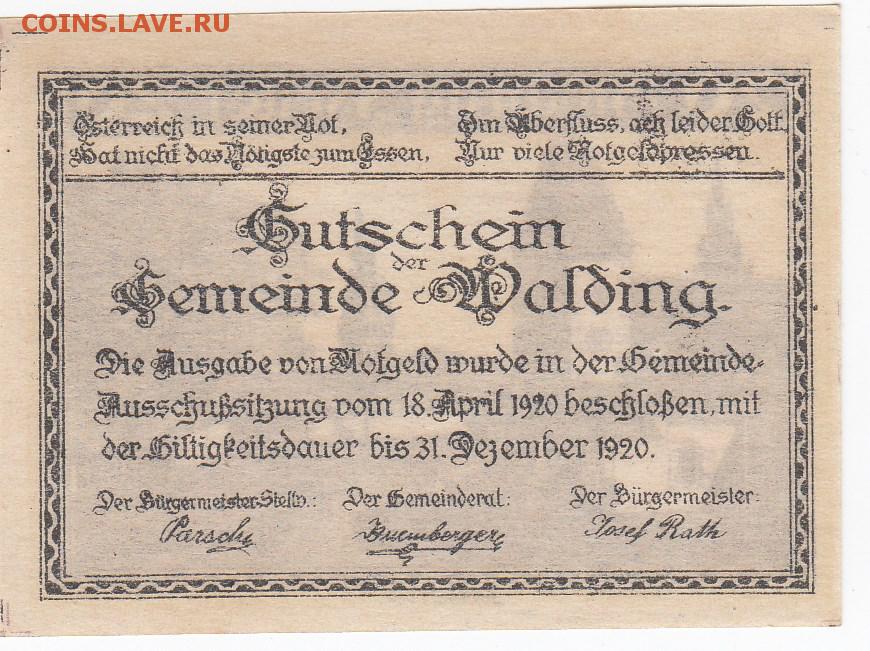 COINS.LAVE.RU
Österreich in seiner Not,
Hat nicht das Nötigste zum Essen,
Im Überfluss, ach leider Gott
Nur viele Notgeldpressen.
Gutschein
der
Gemeinde Walding.
Die Ausgabe von Notgeld wurde in der Gemeinde-
Ausschußsitzung vom 18. April 1920 beschloßen, mit
der Giltigkeitsdauer bis 31. Dezember 1920.
Der Bürgermeister-Stellv.: Der Gemeinderat: Der Bürgermeister:
Josef Rath